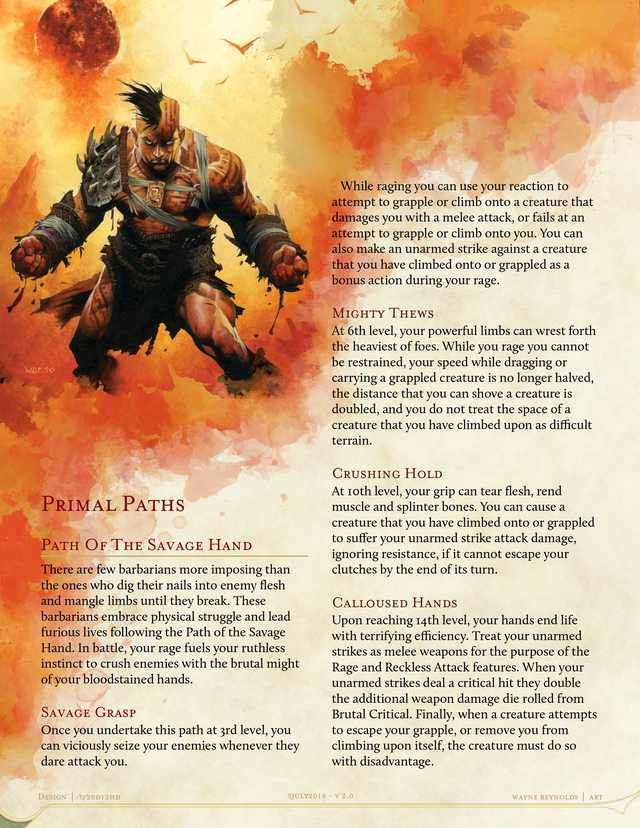 Primal Paths
Path Of The Savage Hand
There are few barbarians more imposing than
the ones who dig their nails into enemy flesh
and mangle limbs until they break. These
barbarians embrace physical struggle and lead
furious lives following the Path of the Savage
Hand. In battle, your rage fuels your ruthless
instinct to crush enemies with the brutal might
of your bloodstained hands.
Savage Grasp
Once you undertake this path at 3rd level, you
can viciously seize your enemies whenever they
dare attack you.
While raging you can use your reaction to
attempt to grapple or climb onto a creature that
damages you with a melee attack, or fails at an
attempt to grapple or climb onto you. You can
also make an unarmed strike against a creature
that you have climbed onto or grappled as a
bonus action during your rage.
Mighty Thews
At 6th level, your powerful limbs can wrest forth
the heaviest of foes. While you rage you cannot
be restrained, your speed while dragging or
carrying a grappled creature is no longer halved,
the distance that you can shove a creature is
doubled, and you do not treat the space of a
creature that you have climbed upon as difficult
terrain.
Crushing Hold
At 10th level, your grip can tear flesh, rend
muscle and splinter bones. You can cause a
creature that you have climbed onto or grappled
to suffer your unarmed strike attack damage,
ignoring resistance, if it cannot escape your
clutches by the end of its turn.
Calloused Hands
Upon reaching 14th level, your hands end life
with terrifying efficiency. Treat your unarmed
strikes as melee weapons for the purpose of the
Rage and Reckless Attack features. When your
unarmed strikes deal a critical hit they double
the additional weapon damage die rolled from
Brutal Critical. Finally, when a creature attempts
to escape your grapple, or remove you from
climbing upon itself, the creature must do so
with disadvantage.
Design |
- v 2.0
Wayne Reynolds | Art